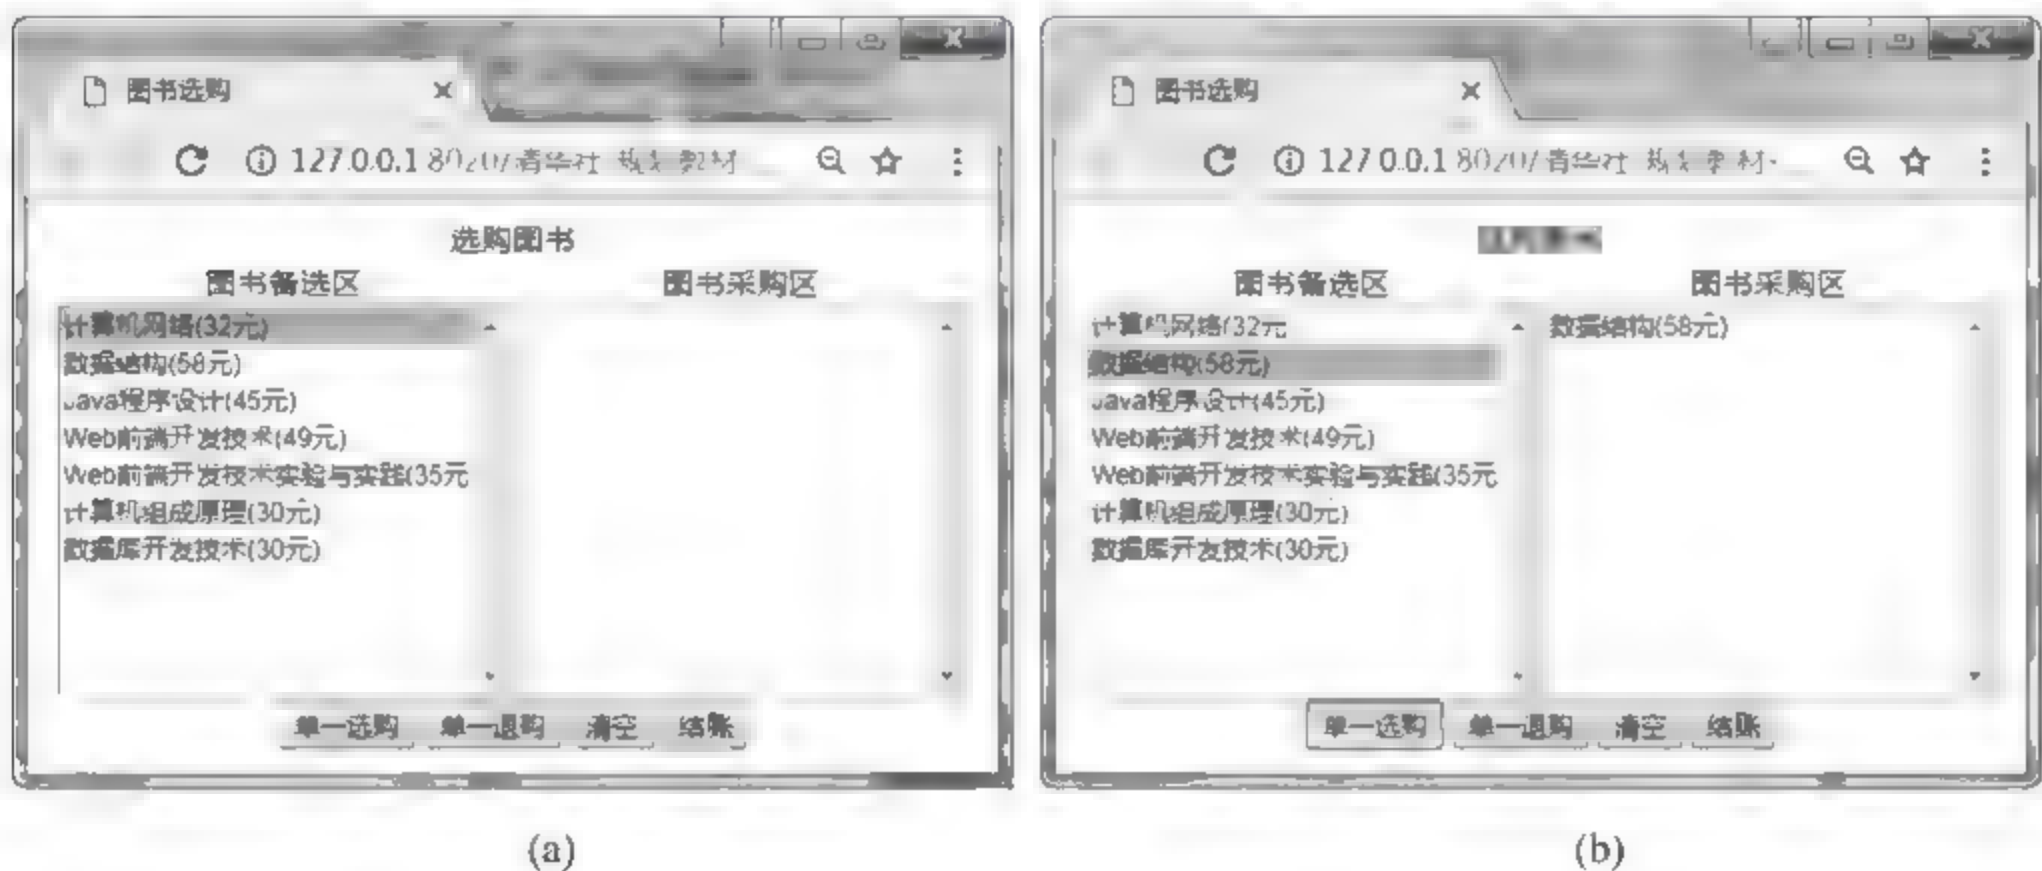 图书选购
127.0.0.1:8020/清华社
选购图书
图书备选区 图书采购区
计算机网络(32元)
数据结构(58元)
Java程序设计(45元)
Web前端开发技术(49元)
Web前端开发技术实验与实践(35元
计算机组成原理(30元)
数据库开发技术(30元)
单一选购 单一退购 清空 结账
(a)
图书选购
127.0.0.1:8020/清华社
图书备选区 图书采购区
计算机网络(32元
数据结构(58元)
Java程序设计(45元)
Web前端开发技术(49元)
Web前端开发技术实验与实践(35元
计算机组成原理(30元)
数据库开发技术(30元)
数据结构(58元)
单一选购 单一退购 清空 结账
(b)